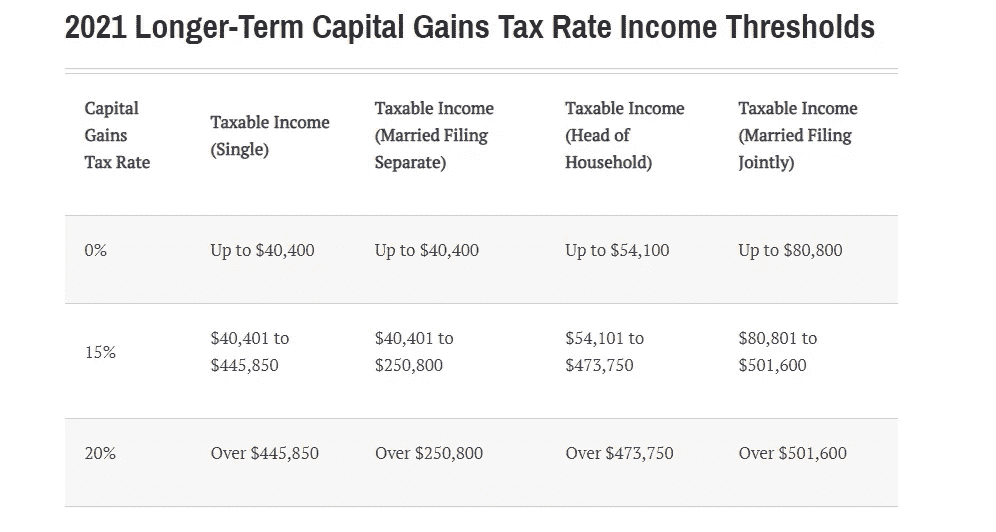 2021 Longer-Term Capital Gains Tax Rate Income Thresholds
Capital
Gains
Tax Rate
Taxable Income
(Single)
Taxable Income
(Married Filing
Separate)
Taxable Income
(Head of
Household)
Taxable Income
(Married Filing
Jointly)
0%
Up to $40,400
Up to $40,400
Up to $54,100
Up to $80,800
15%
$40,401 to
$445,850
$40,401 to
$250,800
$54,101 to
$473,750
$80,801 to
$501,600
20%
Over $445,850
Over $250,800
Over $473,750
Over $501,600